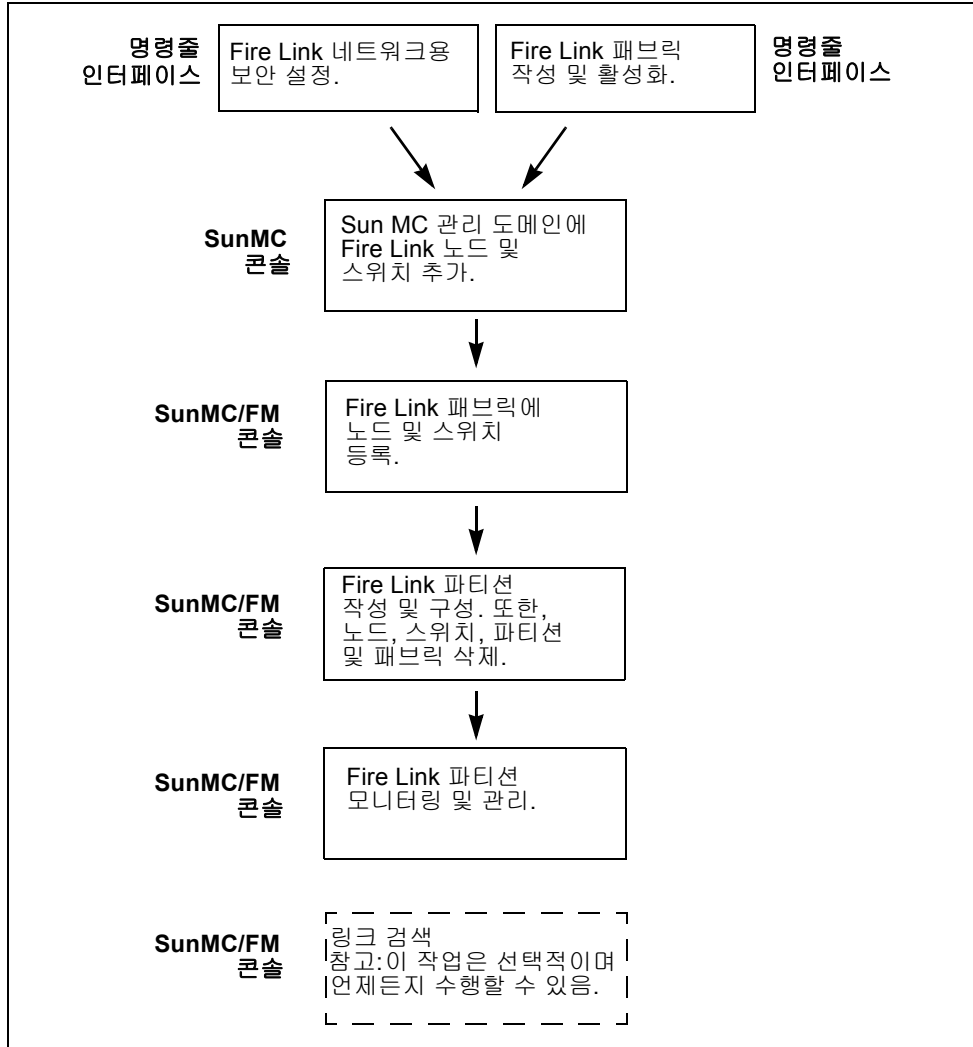 명령줄
인터페이스
Fire Link 네트워크용
보안 설정.
Fire Link 패브릭
작성 및 활성화.
명령줄
인터페이스
SunMC
콘솔
Sun MC 관리 도메인에
Fire Link 노드 및
스위치 추가.
SunMC/FM
콘솔
Fire Link 패브릭에
노드 및 스위치
등록.
SunMC/FM
콘솔
Fire Link 파티션
작성 및 구성. 또한,
노드, 스위치, 파티션
및 패브릭 삭제.
SunMC/FM
콘솔
Fire Link 파티션
모니터링 및 관리.
SunMC/FM
콘솔
링크 검색
참고:이 작업은 선택적이며
언제든지 수행할 수 있음.